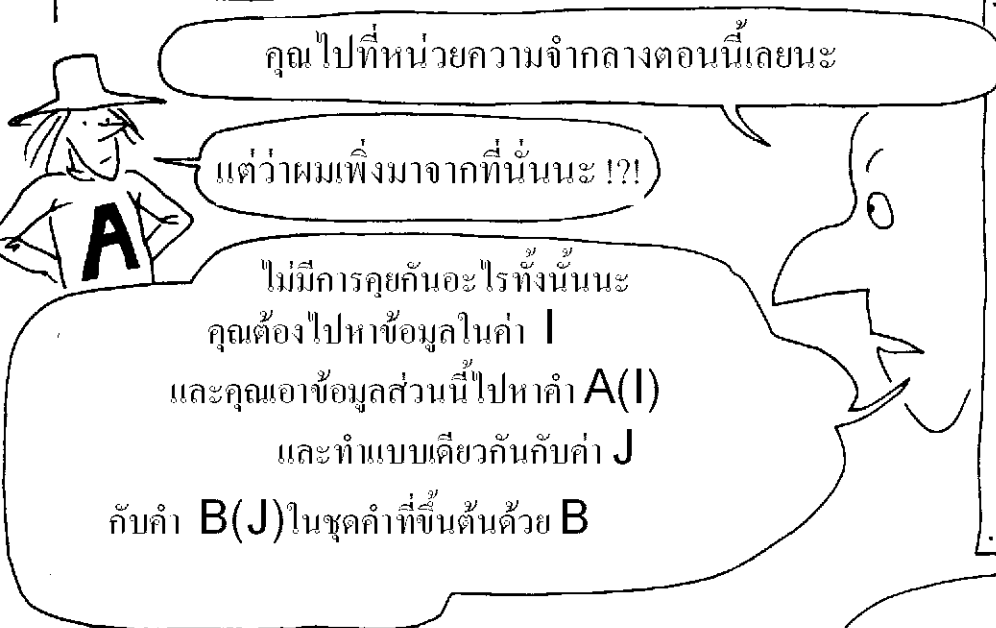 คุณไปที่หน่วยความจำกลางตอนนี้เลยนะ
แต่ว่าผมเพิ่งมาจากที่นั่นนะ !?!
A
ไม่มีการคุยกันอะไรทั้งนั้นนะ
คุณต้องไปหาข้อมูลในค่า I
และคุณเอาข้อมูลส่วนนี้ไปหาคำ A(I)
และทำแบบเดียวกันกับค่า J
กับคำ B(J)ในชุดคำที่ขึ้นต้นด้วย B